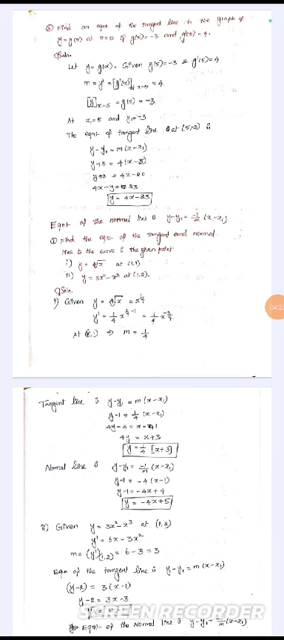 ② Find an eqn of the tangent line to the graph of
y = g(x) at x=5 if g(5)=-3 and g'(5)=4.
Soln:
Let y = g(x). Given g(5)=-3 & g'(5)=4
m = y' = [g'(x)] at x=5 = 4
[y]x=5 = g(5) = -3
At x=5 and y=-3
The eqn of tangent line at (5,-3) is
y-y₁ = m(x-x₁)
y+3 = 4(x-5)
y+3 = 4x-20
4x-y = 23
y = 4x-23
Eqn of the normal line is y-y₁ = -1/m (x-x₁)
① Find the eqn of the tangent and normal
line to the curve at the given point
i) y = ∜x at (1,1)
ii) y = 3x²-x³ at (1,2).
Soln:
i) Given y = ∜x = x^1/4
y' = 1/4 x^1/4-1 = 1/4 x^-3/4
At (1,1) ⇒ m = 1/4
Tangent line is y-y₁ = m(x-x₁)
y-1 = 1/4 (x-1)
4y-4 = x-1
4y = x+3
y = 1/4 [x+3]
Normal line is y-y₁ = -1/m (x-x₁)
y-1 = -4(x-1)
y-1 = -4x+4
y = -4x+5
ii) Given y = 3x²-x³ at (1,2)
y' = 6x-3x²
m = (y')(1,2) = 6-3 = 3
Eqn of the tangent line is y-y₁ = m(x-x₁)
(y-2) = 3(x-1)
y-2 = 3x-3
SCREEN RECORDER
Eqn of the Normal line is y-y₁ = -1/m (x-x₁)